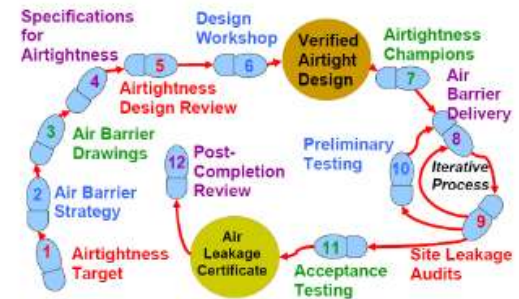 Specifications
for
Airtightness
4
5
Airtightness
Design Review
Design
Workshop
6
Verified
Airtight
Design
Airtightness
Champions
7
Air
Barrier
Delivery
8
3
Air Barrier
Drawings
2
Air Barrier
Strategy
1
Airtightness
Target
12
Post-
Completion
Review
Preliminary
Testing
10
Iterative
Process
9
Site Leakage
Audits
11
Acceptance
Testing
Air
Leakage
Certificate